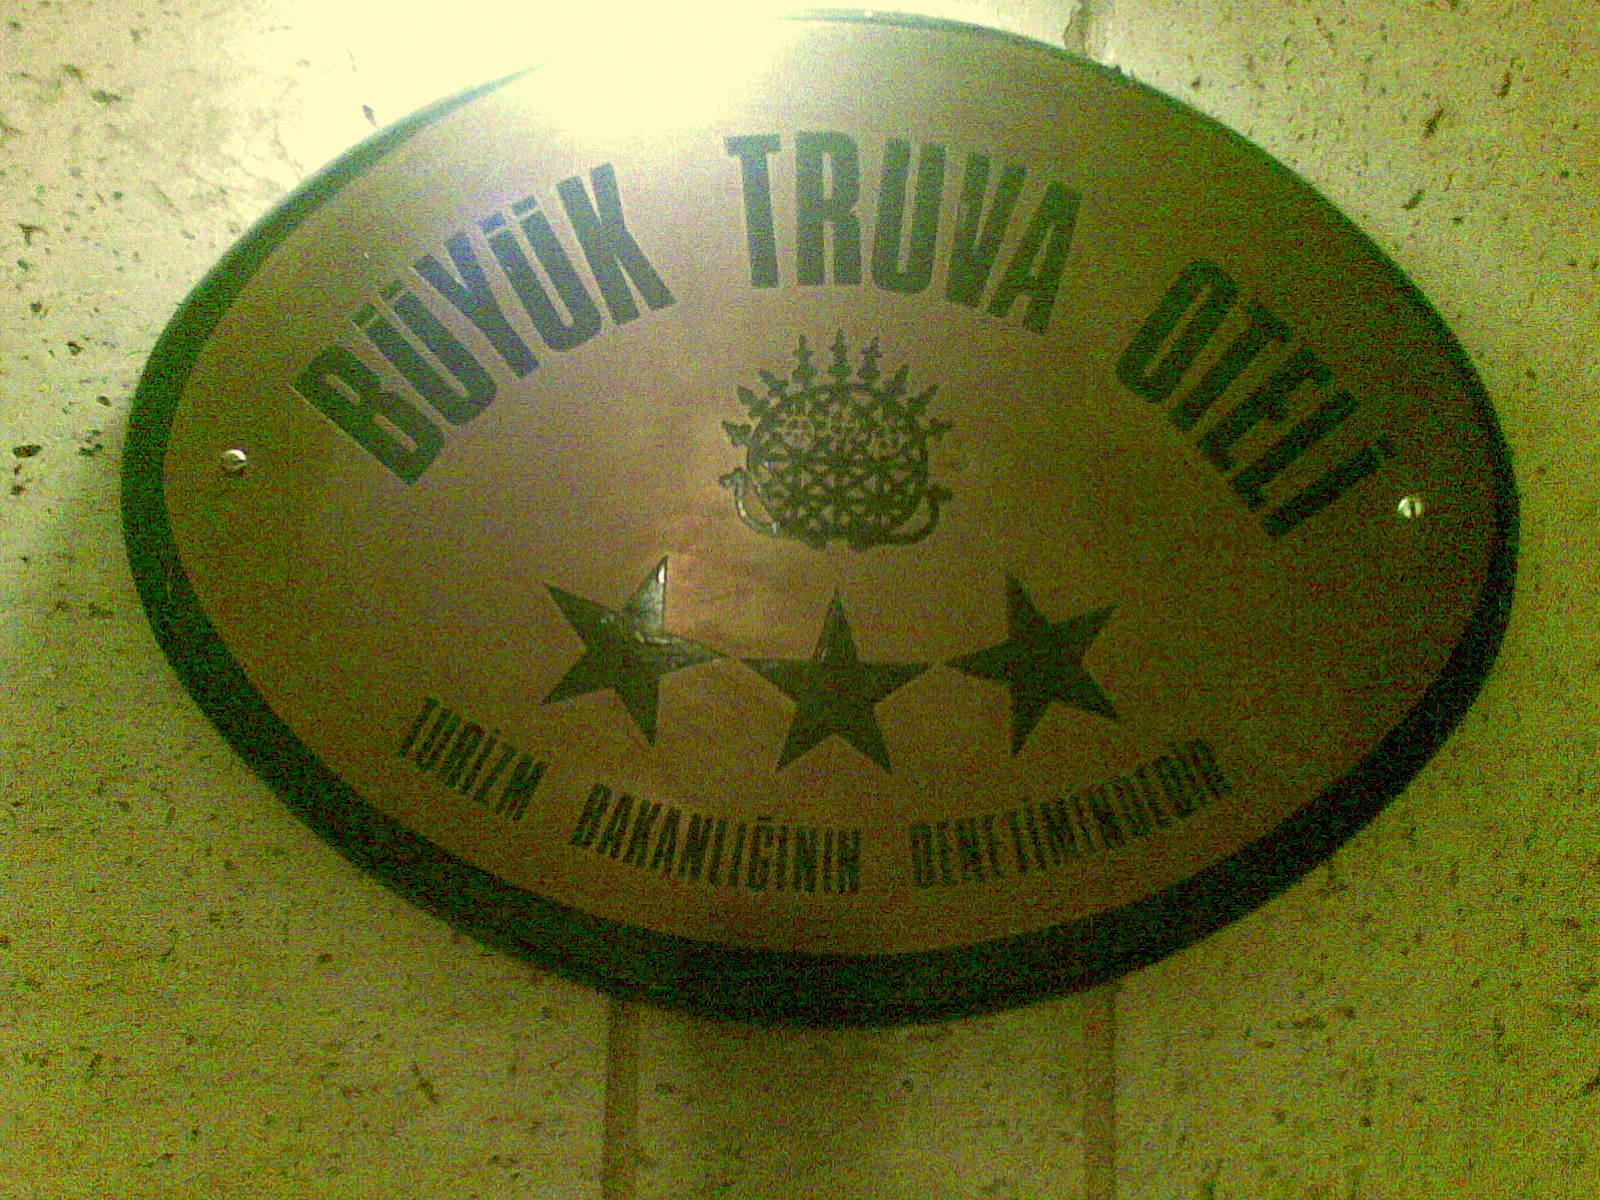 BÜYÜK TRUVA OTELİ
TURİZM BAKANLIĞININ DENETİMİNDEDİR